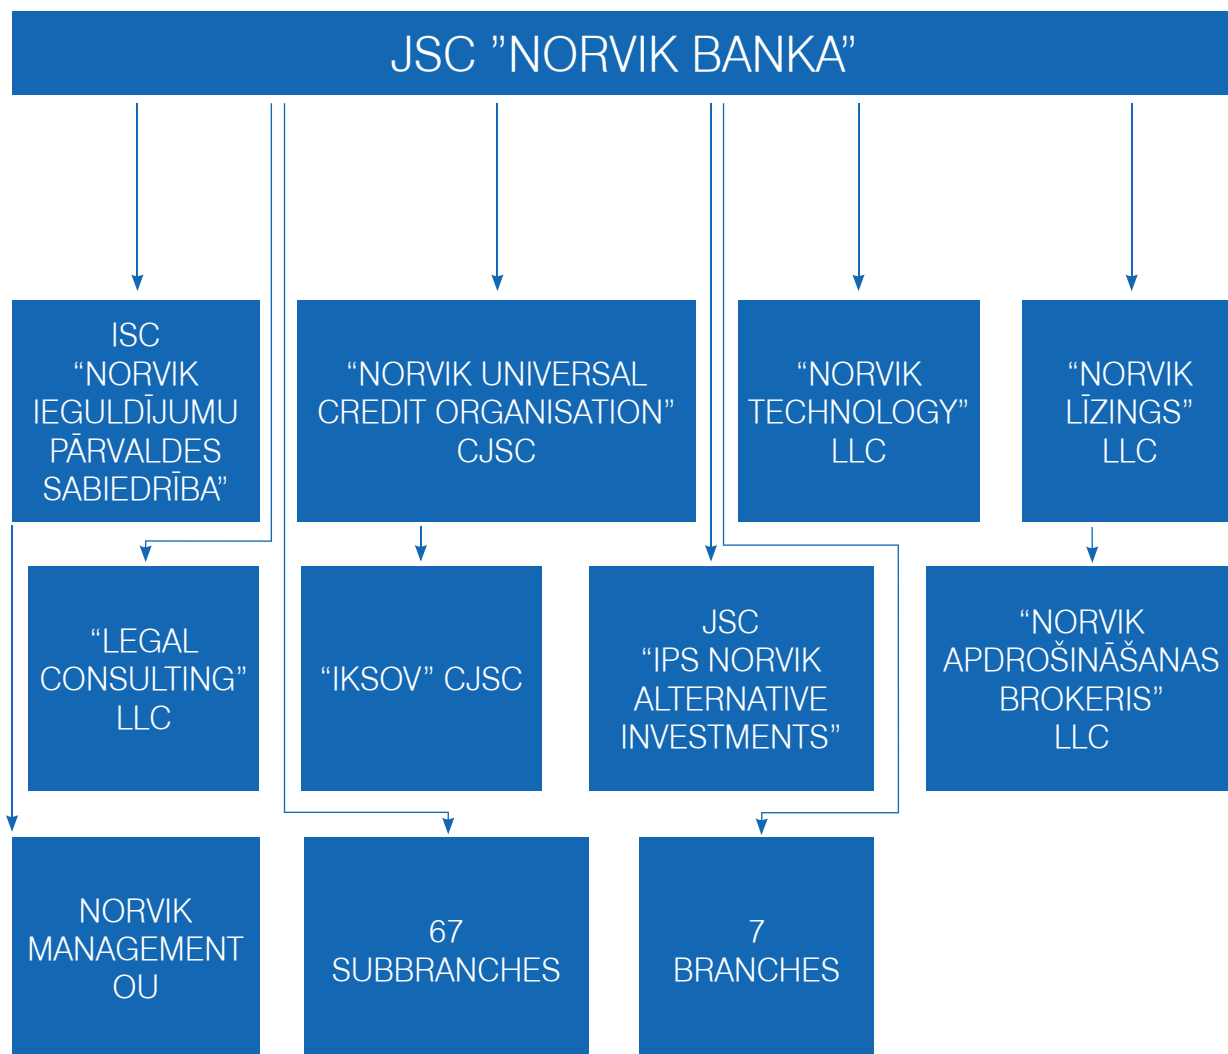 JSC ”NORVIK BANKA”
ISC
“NORVIK
IEGULDĪJUMU
PĀRVALDES
SABIEDRĪBA”
“NORVIK UNIVERSAL
CREDIT ORGANISATION”
CJSC
“NORVIK
TECHNOLOGY”
LLC
“NORVIK
LĪZINGS”
LLC
“LEGAL
CONSULTING”
LLC
“IKSOV” CJSC
JSC
“IPS NORVIK
ALTERNATIVE
INVESTMENTS”
“NORVIK
APDROŠINĀŠANAS
BROKERIS”
LLC
NORVIK
MANAGEMENT
OU
67
SUBBRANCHES
7
BRANCHES